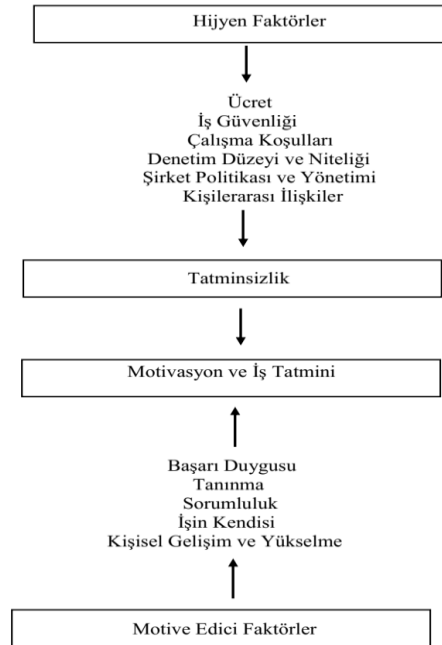 Hijyen Faktörler
Ücret
İş Güvenliği
Çalışma Koşulları
Denetim Düzeyi ve Niteliği
Şirket Politikası ve Yönetimi
Kişilerarası İlişkiler
Tatminsizlik
Motivasyon ve İş Tatmini
Başarı Duygusu
Tanınma
Sorumluluk
İşin Kendisi
Kişisel Gelişim ve Yükselme
Motive Edici Faktörler